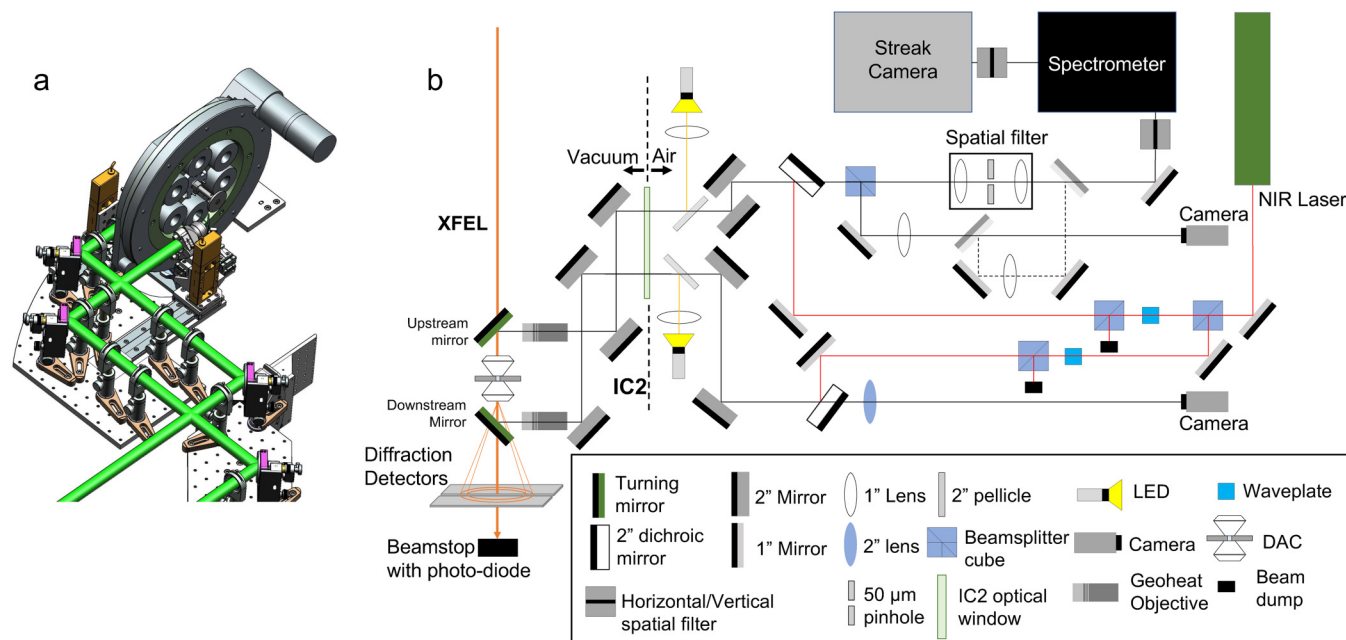 a
b
Streak
Camera
Spectrometer
NIR Laser
Vacuum
Air
Spatial filter
XFEL
Camera
Upstream
mirror
IC2
Downstream
Mirror
Camera
Diffraction
Detectors
Beamstop
with photo-diode
Turning
mirror
2” Mirror
1” Lens
2” pellicle
LED
Waveplate
2” dichroic
mirror
1” Mirror
2” lens
Beamsplitter
cube
Camera
DAC
Horizontal/Vertical
spatial filter
50 µm
pinhole
IC2 optical
window
Geoheat
Objective
Beam
dump